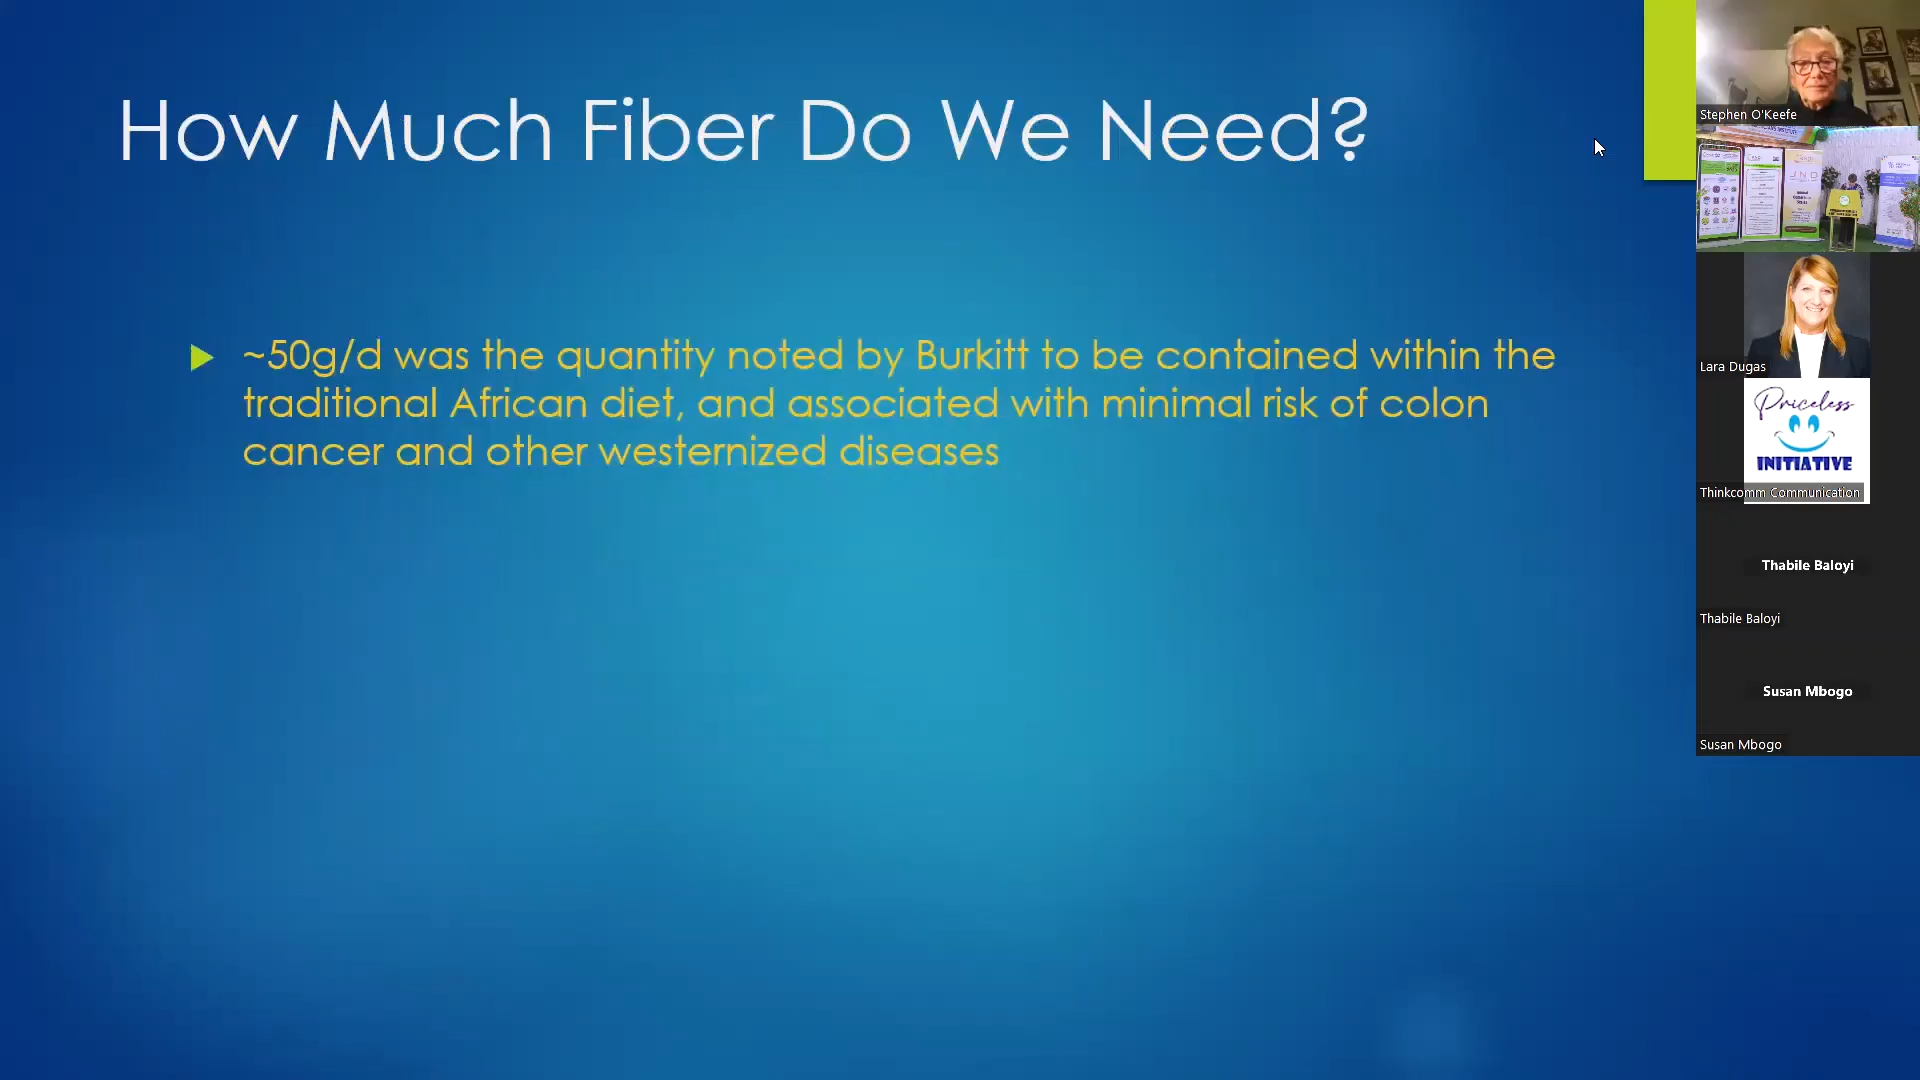 How Much Fiber Do We Need?
~50g/d was the quantity noted by Burkitt to be contained within the
traditional African diet, and associated with minimal risk of colon
cancer and other westernized diseases
Stephen O'Keefe
JND
Lara Dugas
Priceless
INITIATIVE
Thinkcomm Communication
Thabile Baloyi
Thabile Baloyi
Susan Mbogo
Susan Mbogo